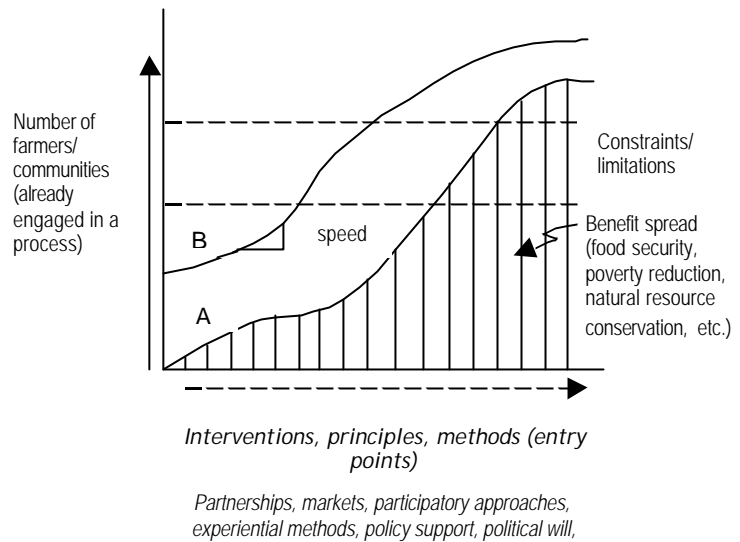 Number of
farmers/
communities
(already
engaged in a
process)
B
speed
A
Constraints/
limitations
Benefit spread
(food security,
poverty reduction,
natural resource
conservation, etc.)
Interventions, principles, methods (entry
points)
Partnerships, markets, participatory approaches,
experiential methods, policy support, political will,